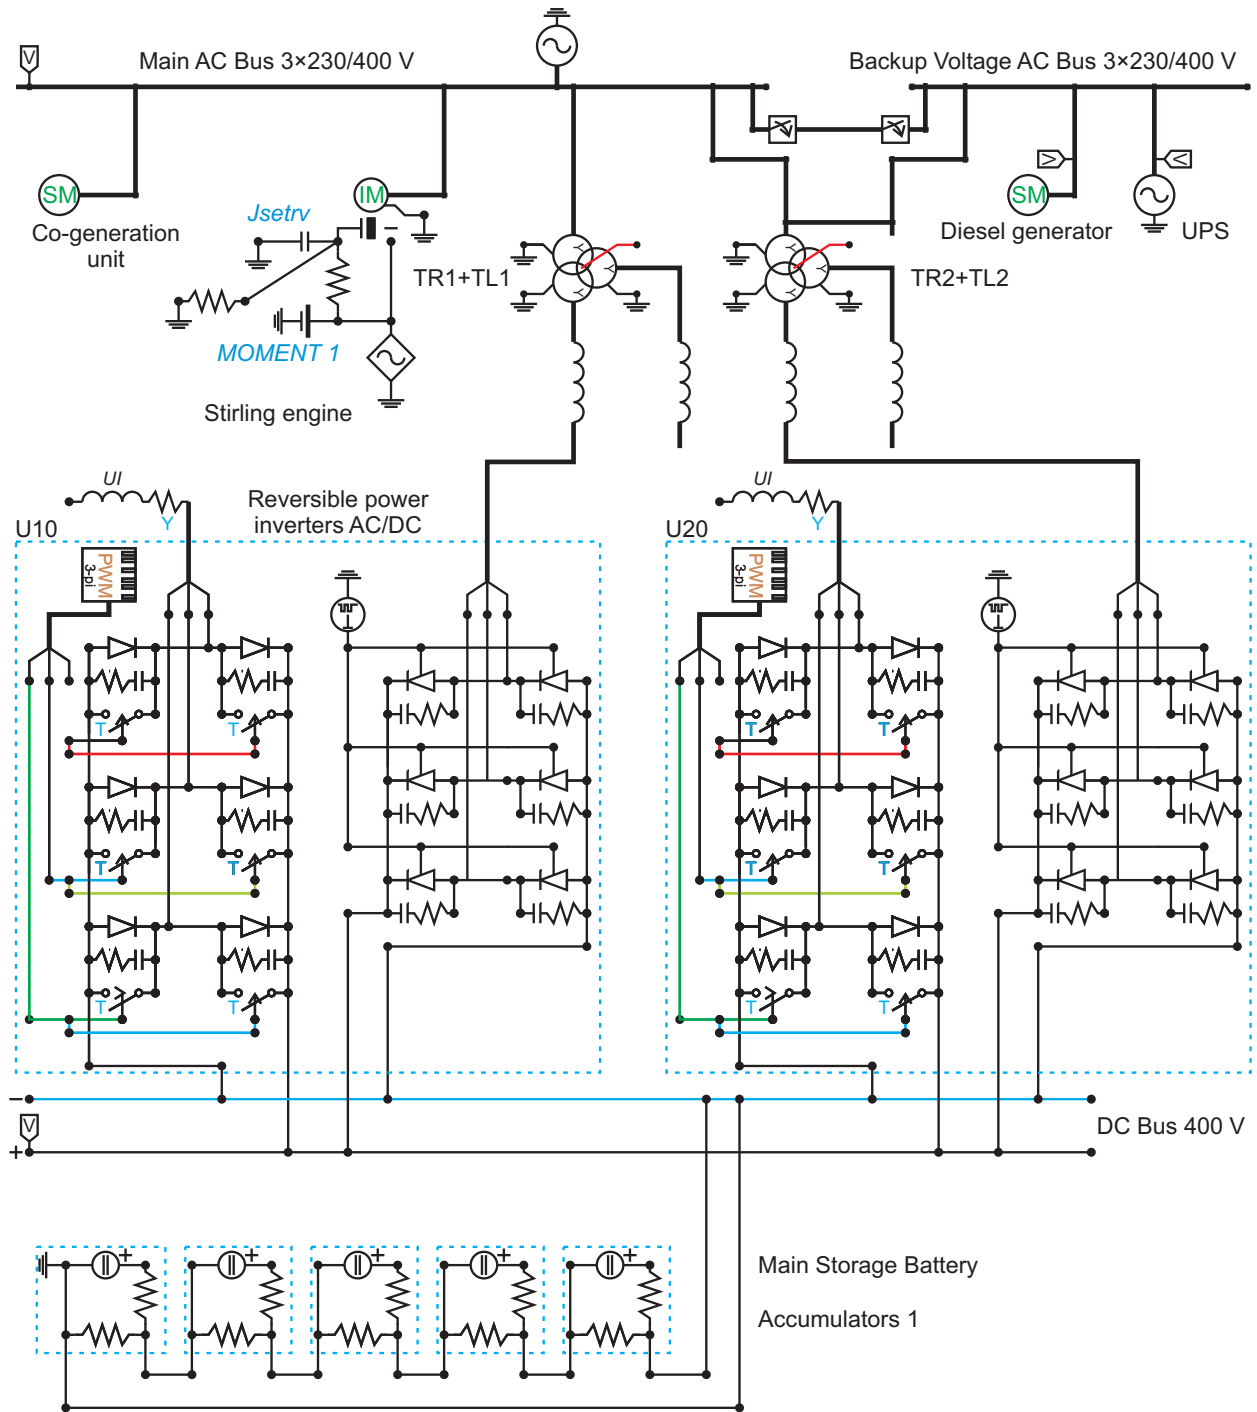 V
Main AC Bus 3×230/400 V
Backup Voltage AC Bus 3×230/400 V
V
V
SM
IM
SM
Co-generation
unit
Jsetrv
Diesel generator
UPS
Y
Y
Y
TR1+TL1
Y
Y
Y
TR2+TL2
MOMENT 1
Stirling engine
UI
Y
Reversible power
inverters AC/DC
UI
Y
U10
U20
PWM
3-pi
PWM
3-pi
T
T
T
T
T
T
T
T
T
T
T
T
−
V
+
DC Bus 400 V
+
+
+
+
+
Main Storage Battery
Accumulators 1